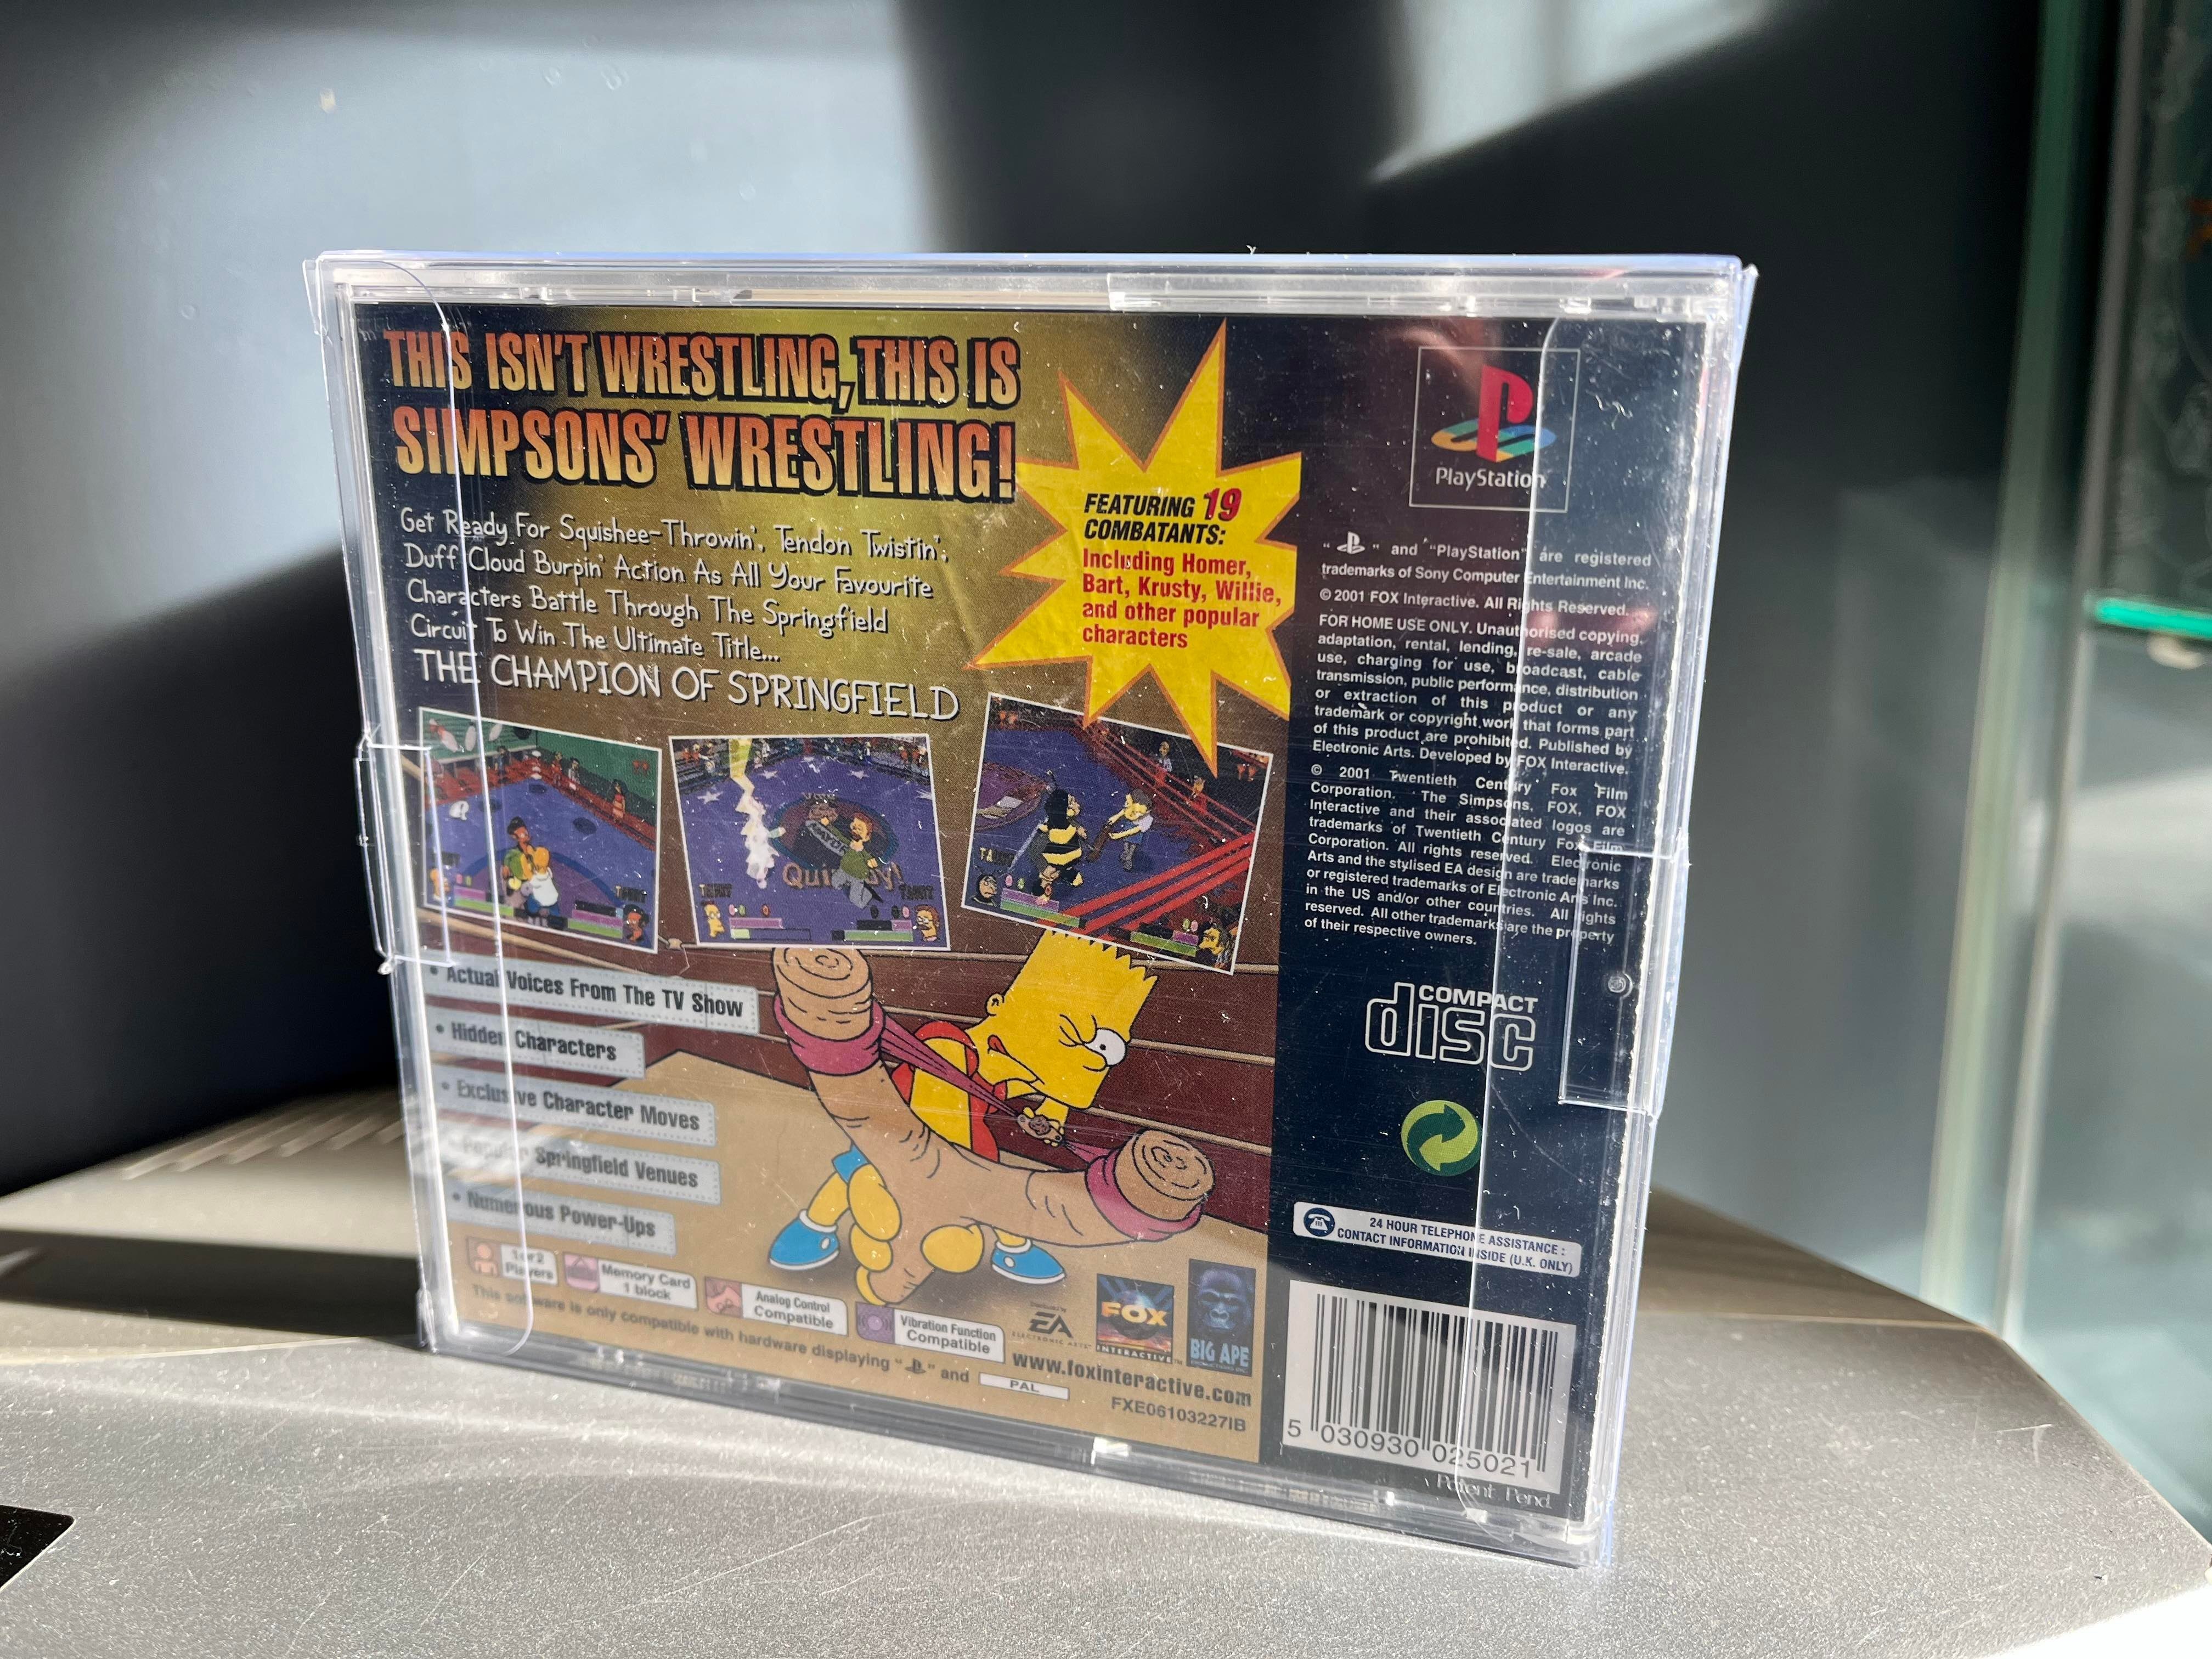 THIS ISN'T WRESTLING, THIS IS
SIMPSONS' WRESTLING!
Get Ready For Squishee-Throwin', Tendon Twistin',
Duff Cloud Burpin' Action As All Your Favourite
Characters Battle Through The Springfield
Circuit To Win The Ultimate Title...
THE CHAMPION OF SPRINGFIELD
FEATURING 19
COMBATANTS:
Including Homer,
Bart, Krusty, Willie,
and other popular
characters
• Actual Voices From The TV Show
• Hidden Characters
• Exclusive Character Moves
Popular Springfield Venues
• Numerous Power-Ups
1 or 2
Players
Memory Card
1 block
Analog Control
Compatible
Vibration Function
Compatible
This software is only compatible with hardware displaying " " and PAL
EA
ELECTRONIC ARTS
FOX
INTERACTIVE
BIG APE
www.foxinteractive.com
FXE06103227IB
PlayStation
" " and "PlayStation" are registered
trademarks of Sony Computer Entertainment Inc.
© 2001 FOX Interactive. All Rights Reserved.
FOR HOME USE ONLY. Unauthorised copying,
adaptation, rental, lending, re-sale, arcade
use, charging for use, broadcast, cable
transmission, public performance, distribution
or extraction of this product or any
trademark or copyright work that forms part
of this product are prohibited. Published by
Electronic Arts. Developed by FOX Interactive.
© 2001 Twentieth Century Fox Film
Corporation. The Simpsons, FOX, FOX
Interactive and their associated logos are
trademarks of Twentieth Century Fox Film
Corporation. All rights reserved. Electronic
Arts and the stylised EA design are trademarks
or registered trademarks of Electronic Arts Inc.
in the US and/or other countries. All rights
reserved. All other trademarks are the property
of their respective owners.
COMPACT
disc
24 HOUR TELEPHONE ASSISTANCE :
CONTACT INFORMATION INSIDE (U.K. ONLY)
5 030930 025021
Patent Pend.